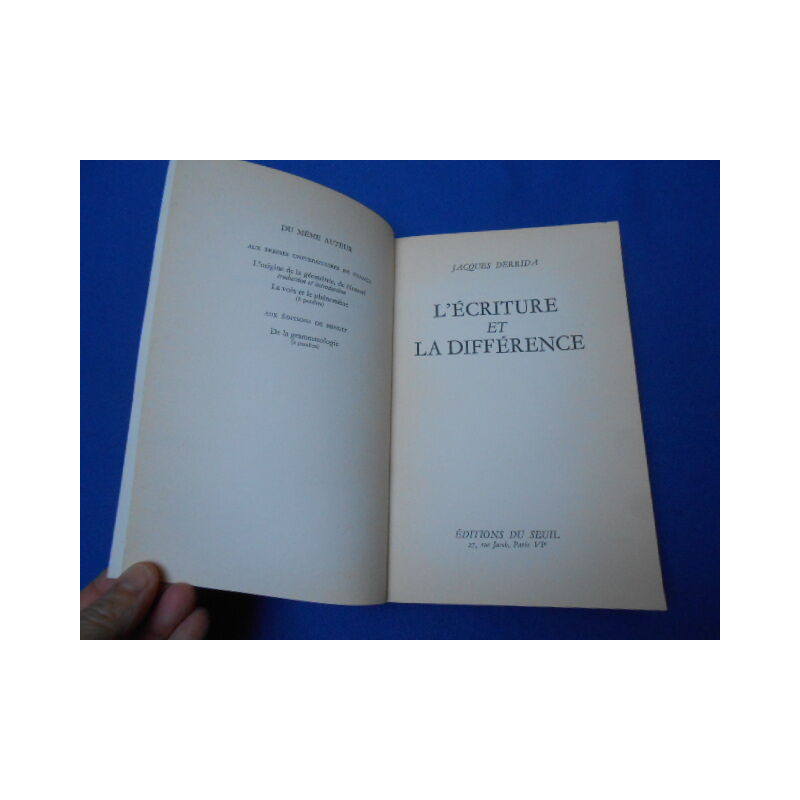 DU MÊME AUTEUR
AUX PRESSES UNIVERSITAIRES DE FRANCE
L'origine de la géométrie, de Husserl
traduction et introduction
La voix et le phénomène
(à paraître)
AUX ÉDITIONS DE MINUIT
De la grammatologie
(à paraître)
JACQUES DERRIDA
L'ÉCRITURE
ET
LA DIFFÉRENCE
ÉDITIONS DU SEUIL
27, rue Jacob, Paris VIe